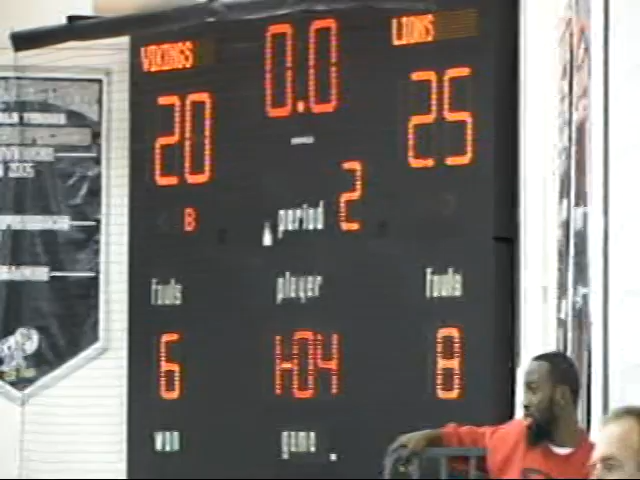 VIKINGS 0.0 LIONS
20 25
B period 2
fouls player fouls
6 H04 8
won game